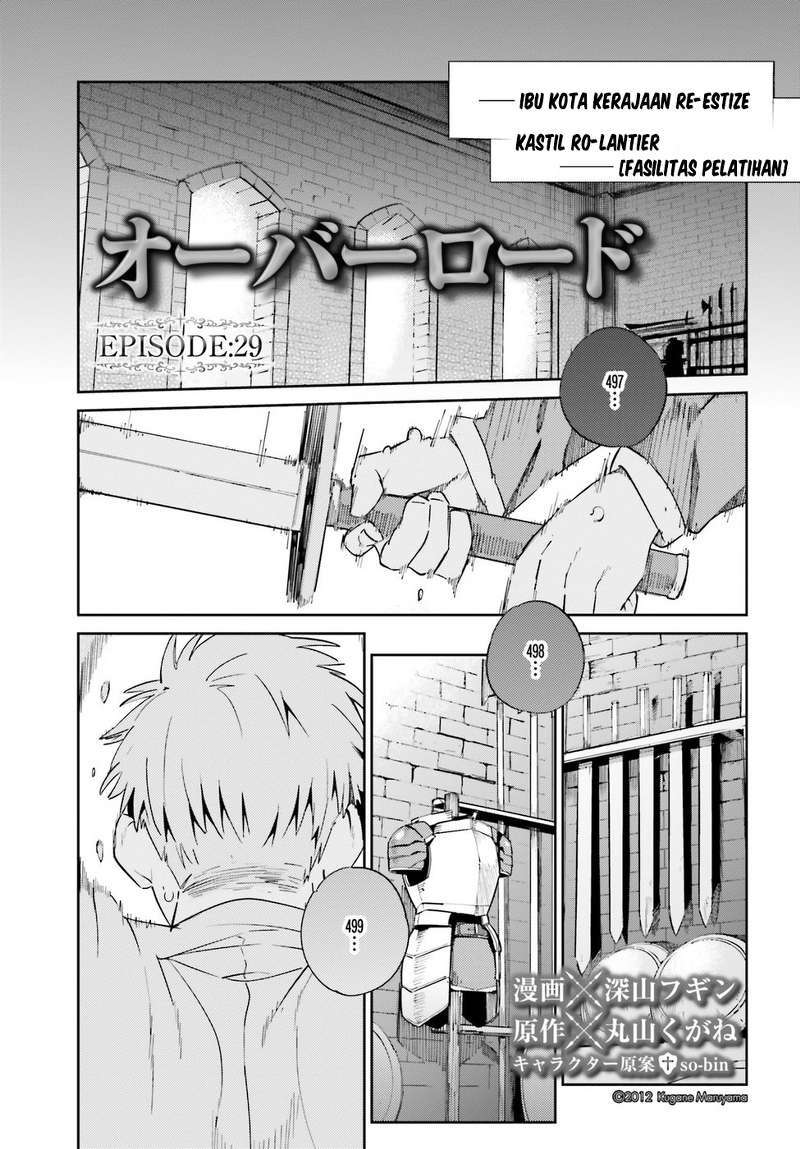 IBU KOTA KERAJAAN RE-ESTIZE
KASTIL RO-LANTIER
[FASILITAS PELATIHAN]
オーバーロード
EPISODE:29
497
...
498
...
499
...
漫画×深山フギン
原作×丸山くがね
キャラクター原案 so-bin
©2012 Kugane Maruyama